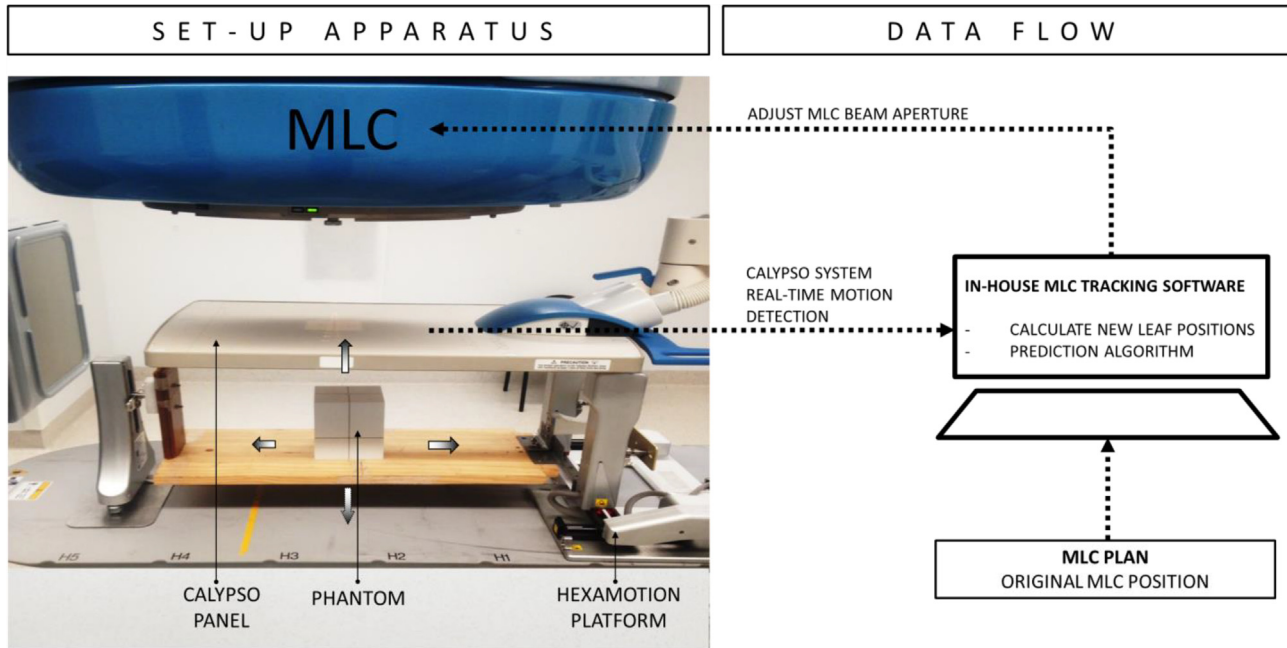 SET-UP APPARATUS
DATA FLOW
MLC
ADJUST MLC BEAM APERTURE
CALYPSO SYSTEM
REAL-TIME MOTION
DETECTION
IN-HOUSE MLC TRACKING SOFTWARE
- CALCULATE NEW LEAF POSITIONS
- PREDICTION ALGORITHM
PRECAUTION
H5
H4
H3
H2
H1
MLC PLAN
ORIGINAL MLC POSITION
CALYPSO
PANEL
PHANTOM
HEXAMOTION
PLATFORM